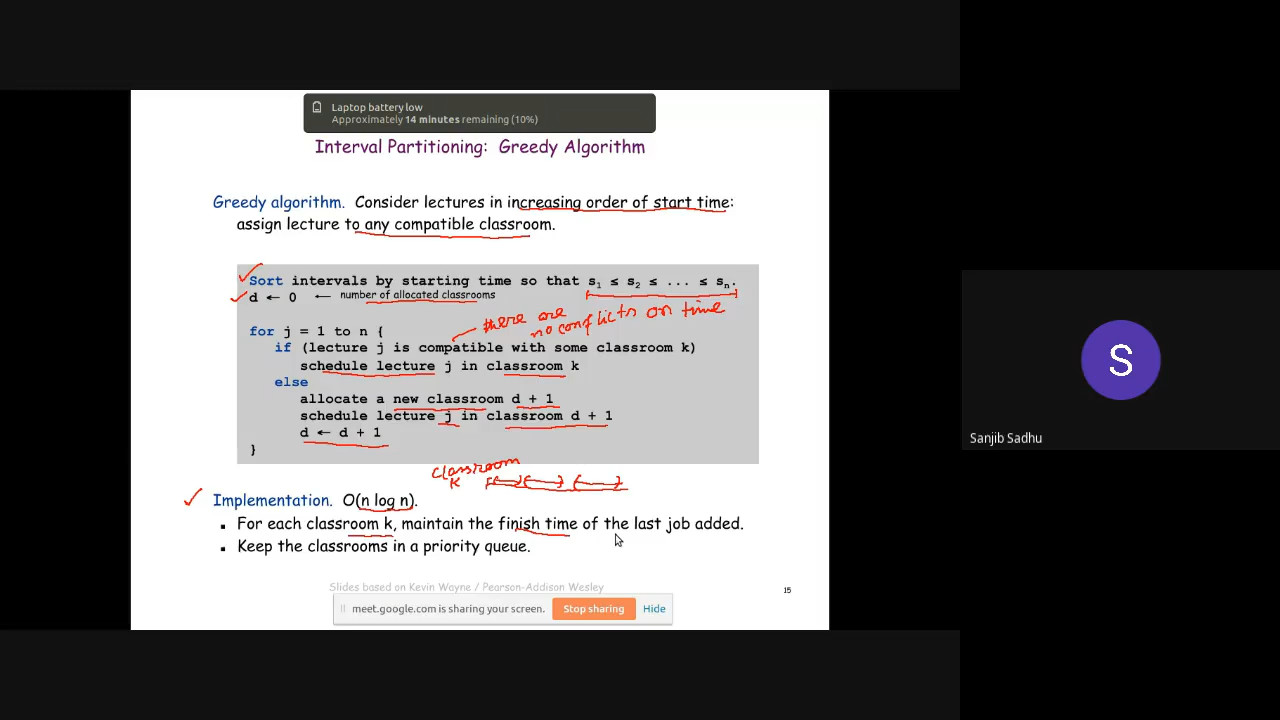 Laptop battery low
Approximately 14 minutes remaining (10%)
Interval Partitioning: Greedy Algorithm
Greedy algorithm. Consider lectures in increasing order of start time:
assign lecture to any compatible classroom.
Sort intervals by starting time so that s1 ≤ s2 ≤ ... ≤ sn.
d ← 0 ← number of allocated classrooms
there are
no conflicts on time
for j = 1 to n {
if (lecture j is compatible with some classroom k)
schedule lecture j in classroom k
else
allocate a new classroom d + 1
schedule lecture j in classroom d + 1
d ← d + 1
}
classroom
K
Implementation. O(n log n).
▪ For each classroom k, maintain the finish time of the last job added.
▪ Keep the classrooms in a priority queue.
Slides based on Kevin Wayne / Pearson-Addison Wesley
15
meet.google.com is sharing your screen. Stop sharing Hide
S
Sanjib Sadhu